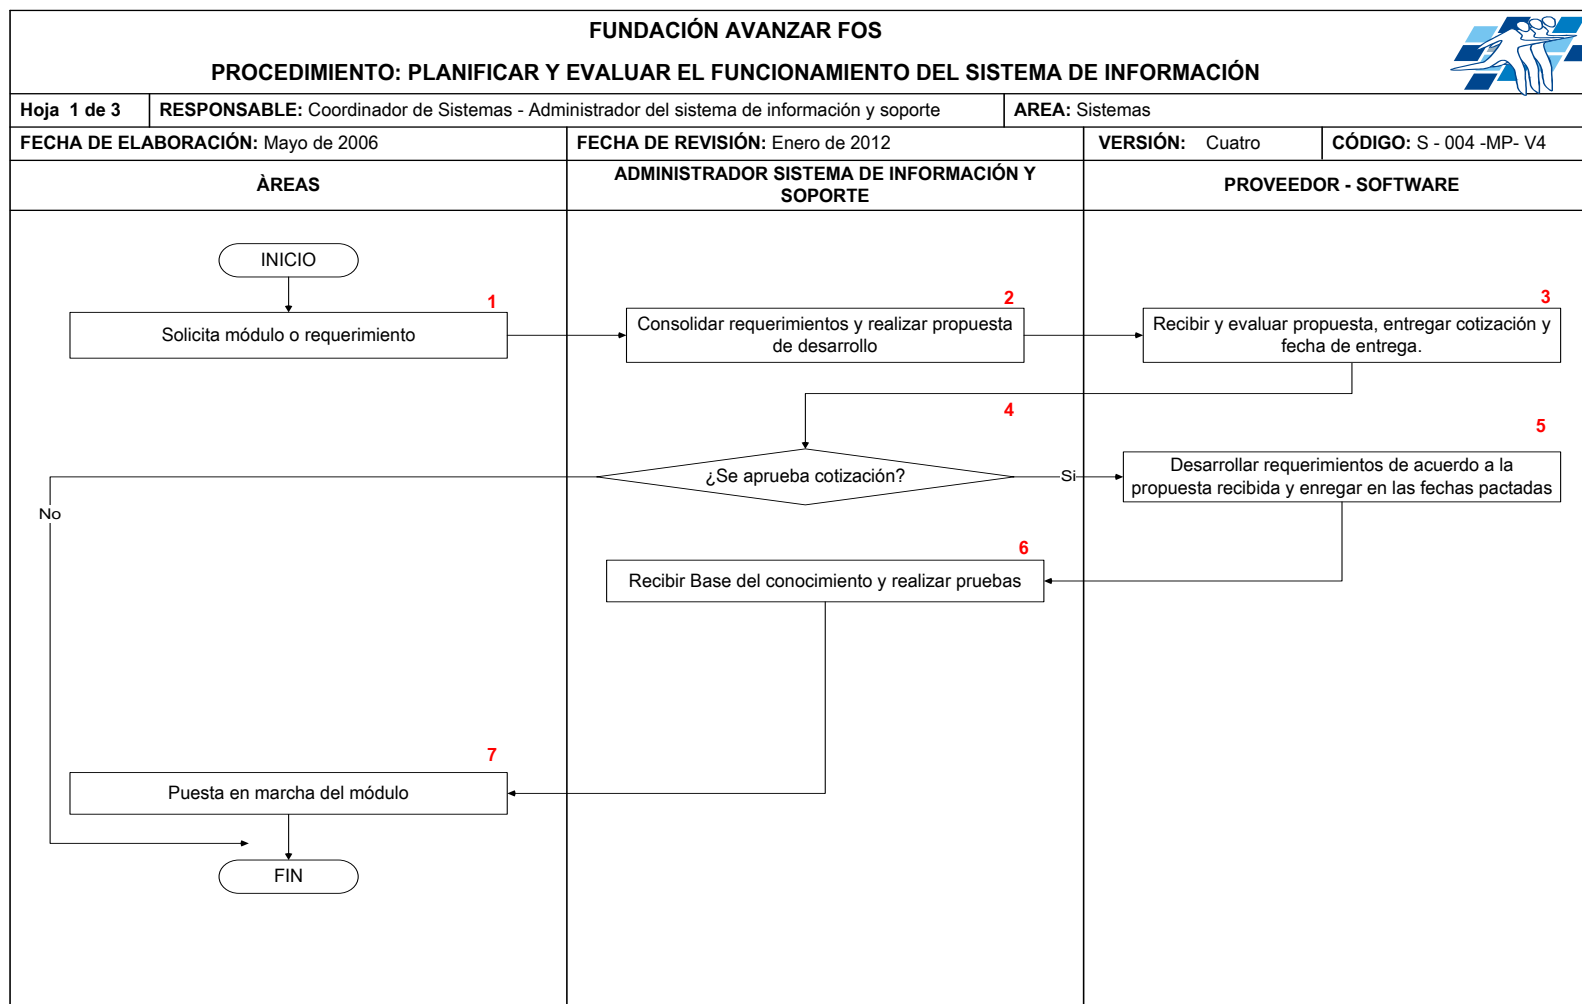 FUNDACIÓN AVANZAR FOS
PROCEDIMIENTO: PLANIFICAR Y EVALUAR EL FUNCIONAMIENTO DEL SISTEMA DE INFORMACIÓN
Hoja 1 de 3
RESPONSABLE: Coordinador de Sistemas - Administrador del sistema de información y soporte
AREA: Sistemas
FECHA DE ELABORACIÓN: Mayo de 2006
FECHA DE REVISIÓN: Enero de 2012
VERSIÓN: Cuatro
CÓDIGO: S - 004 -MP- V4
ÀREAS
ADMINISTRADOR SISTEMA DE INFORMACIÓN Y
SOPORTE
PROVEEDOR - SOFTWARE
INICIO
1
Solicita módulo o requerimiento
2
Consolidar requerimientos y realizar propuesta
de desarrollo
3
Recibir y evaluar propuesta, entregar cotización y
fecha de entrega.
4
¿Se aprueba cotización?
Si
No
5
Desarrollar requerimientos de acuerdo a la
propuesta recibida y enregar en las fechas pactadas
6
Recibir Base del conocimiento y realizar pruebas
7
Puesta en marcha del módulo
FIN